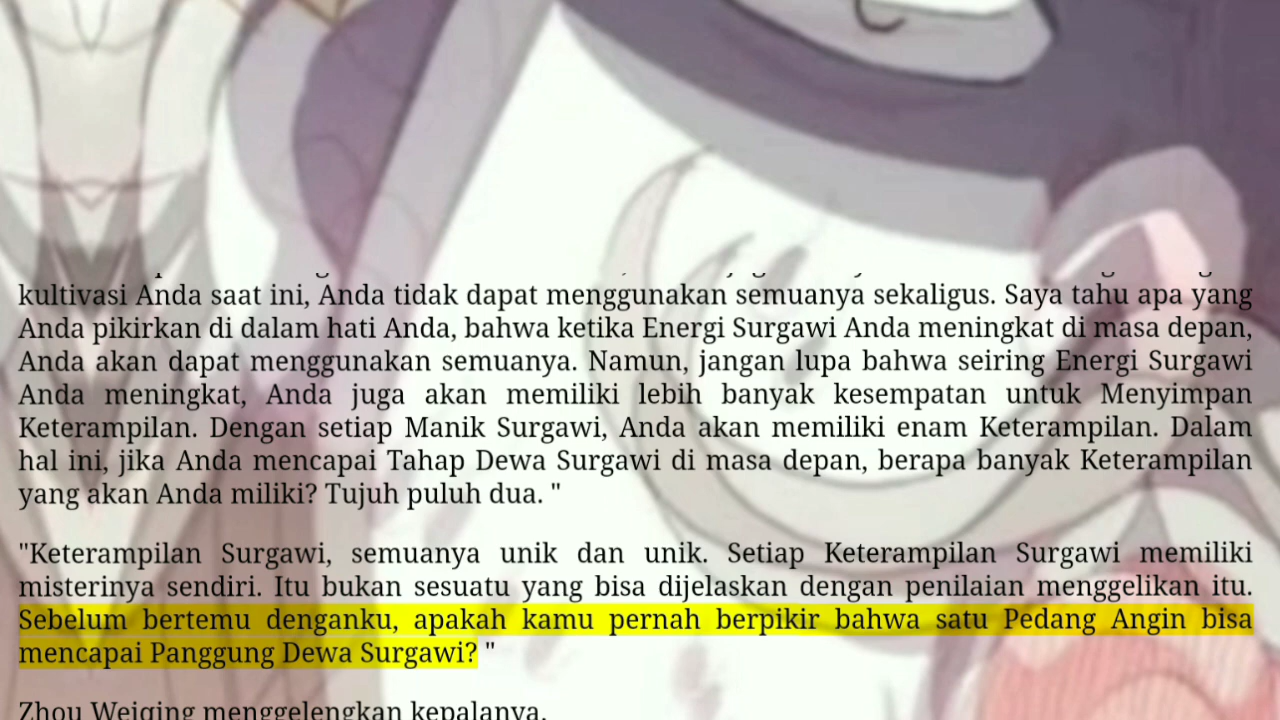 kultivasi Anda saat ini, Anda tidak dapat menggunakan semuanya sekaligus. Saya tahu apa yang
Anda pikirkan di dalam hati Anda, bahwa ketika Energi Surgawi Anda meningkat di masa depan,
Anda akan dapat menggunakan semuanya. Namun, jangan lupa bahwa seiring Energi Surgawi
Anda meningkat, Anda juga akan memiliki lebih banyak kesempatan untuk Menyimpan
Keterampilan. Dengan setiap Manik Surgawi, Anda akan memiliki enam Keterampilan. Dalam
hal ini, jika Anda mencapai Tahap Dewa Surgawi di masa depan, berapa banyak Keterampilan
yang akan Anda miliki? Tujuh puluh dua. "
"Keterampilan Surgawi, semuanya unik dan unik. Setiap Keterampilan Surgawi memiliki
misterinya sendiri. Itu bukan sesuatu yang bisa dijelaskan dengan penilaian menggelikan itu.
Sebelum bertemu denganku, apakah kamu pernah berpikir bahwa satu Pedang Angin bisa
mencapai Panggung Dewa Surgawi? "
Zhou Weiqing menggelengkan kepalanya.